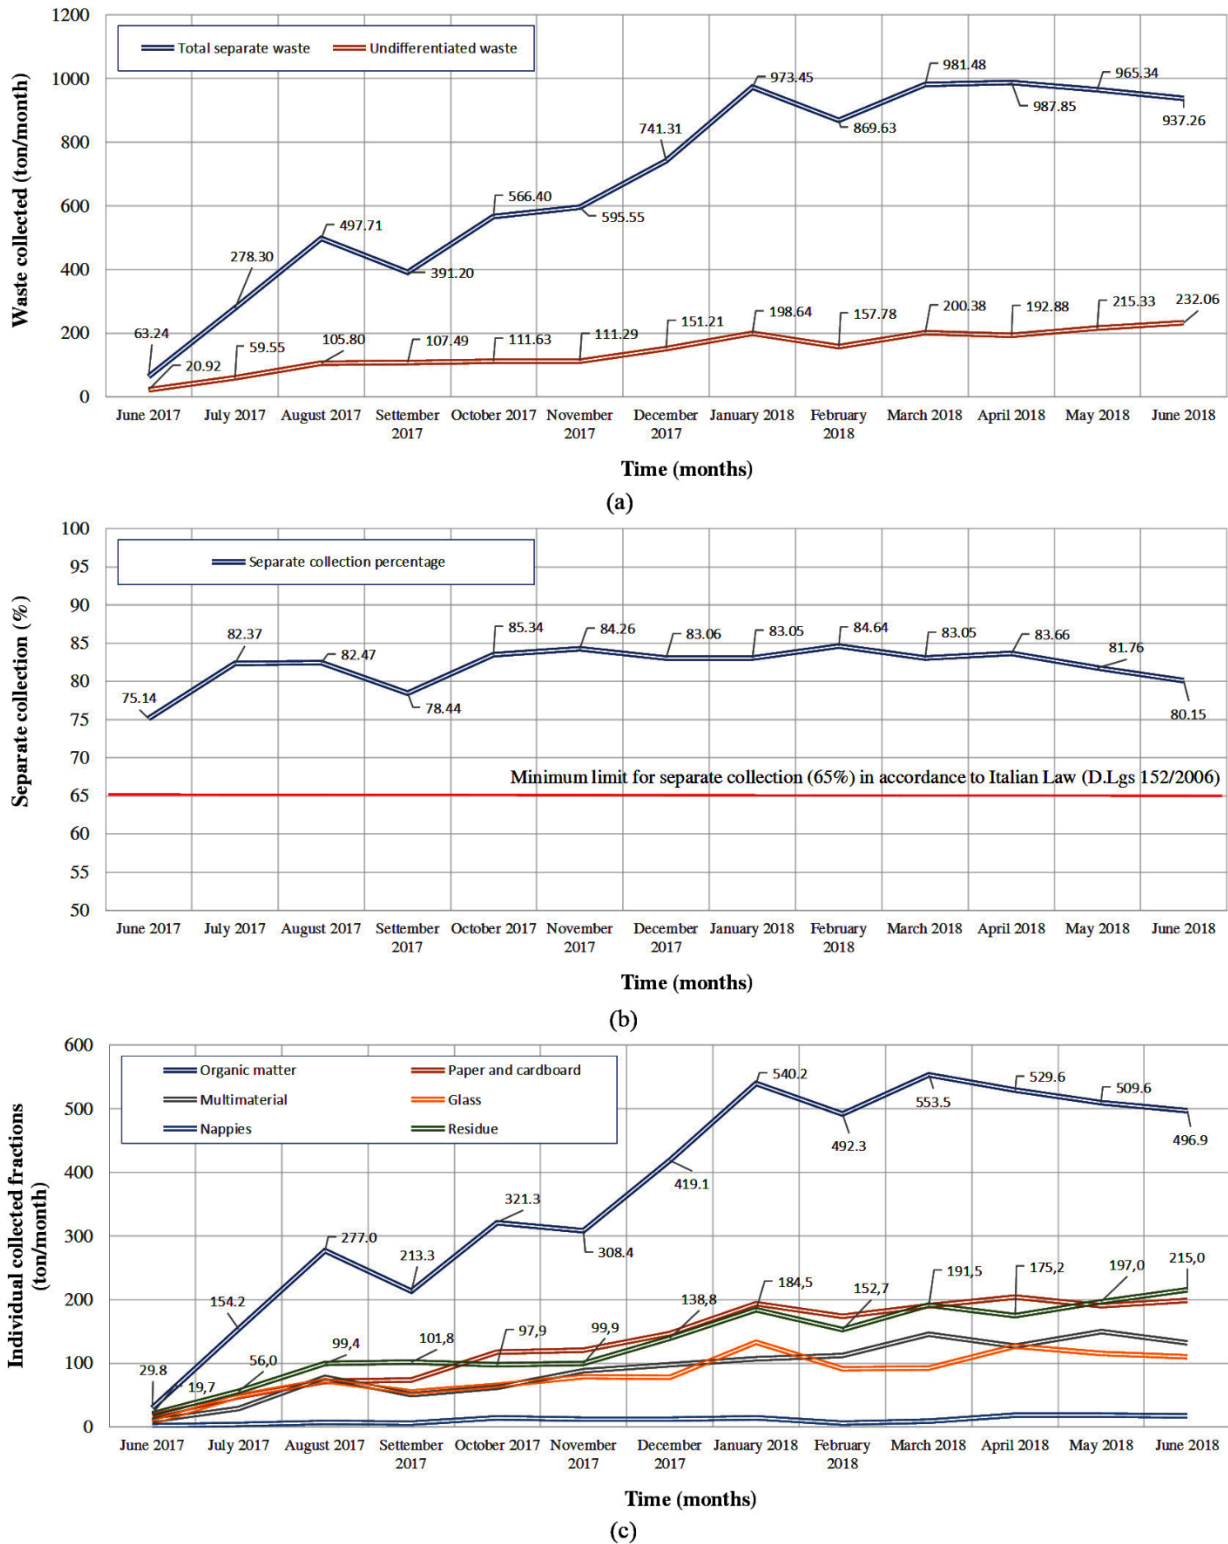 Waste collected (ton/month)
1200
1000
800
600
400
200
0
Total separate waste
Undifferentiated waste
63.24
278.30
497.71
391.20
566.40
595.55
741.31
973.45
869.63
981.48
987.85
965.34
937.26
20.92
59.55
105.80
107.49
111.63
111.29
151.21
198.64
157.78
200.38
192.88
215.33
232.06
June 2017
July 2017
August 2017
Settember
2017
October 2017
November
2017
December
2017
January 2018
February
2018
March 2018
April 2018
May 2018
June 2018
Time (months)
(a)
Separate collection (%)
100
95
90
85
80
75
70
65
60
55
50
Separate collection percentage
75.14
82.37
82.47
78.44
85.34
84.26
83.06
83.05
84.64
83.05
83.66
81.76
80.15
Minimum limit for separate collection (65%) in accordance to Italian Law (D.Lgs 152/2006)
June 2017
July 2017
August 2017
Settember
2017
October 2017
November
2017
December
2017
January 2018
February
2018
March 2018
April 2018
May 2018
June 2018
Time (months)
(b)
Individual collected fractions
(ton/month)
600
500
400
300
200
100
0
Organic matter
Paper and cardboard
Multimaterial
Glass
Nappies
Residue
29.8
154.2
277.0
213.3
321.3
308.4
419.1
540.2
492.3
553.5
529.6
509.6
496.9
19,7
56,0
99,4
101,8
97,9
99,9
138,8
184,5
152,7
191,5
175,2
197,0
215,0
June 2017
July 2017
August 2017
Settember
2017
October 2017
November
2017
December
2017
January 2018
February
2018
March 2018
April 2018
May 2018
June 2018
Time (months)
(c)